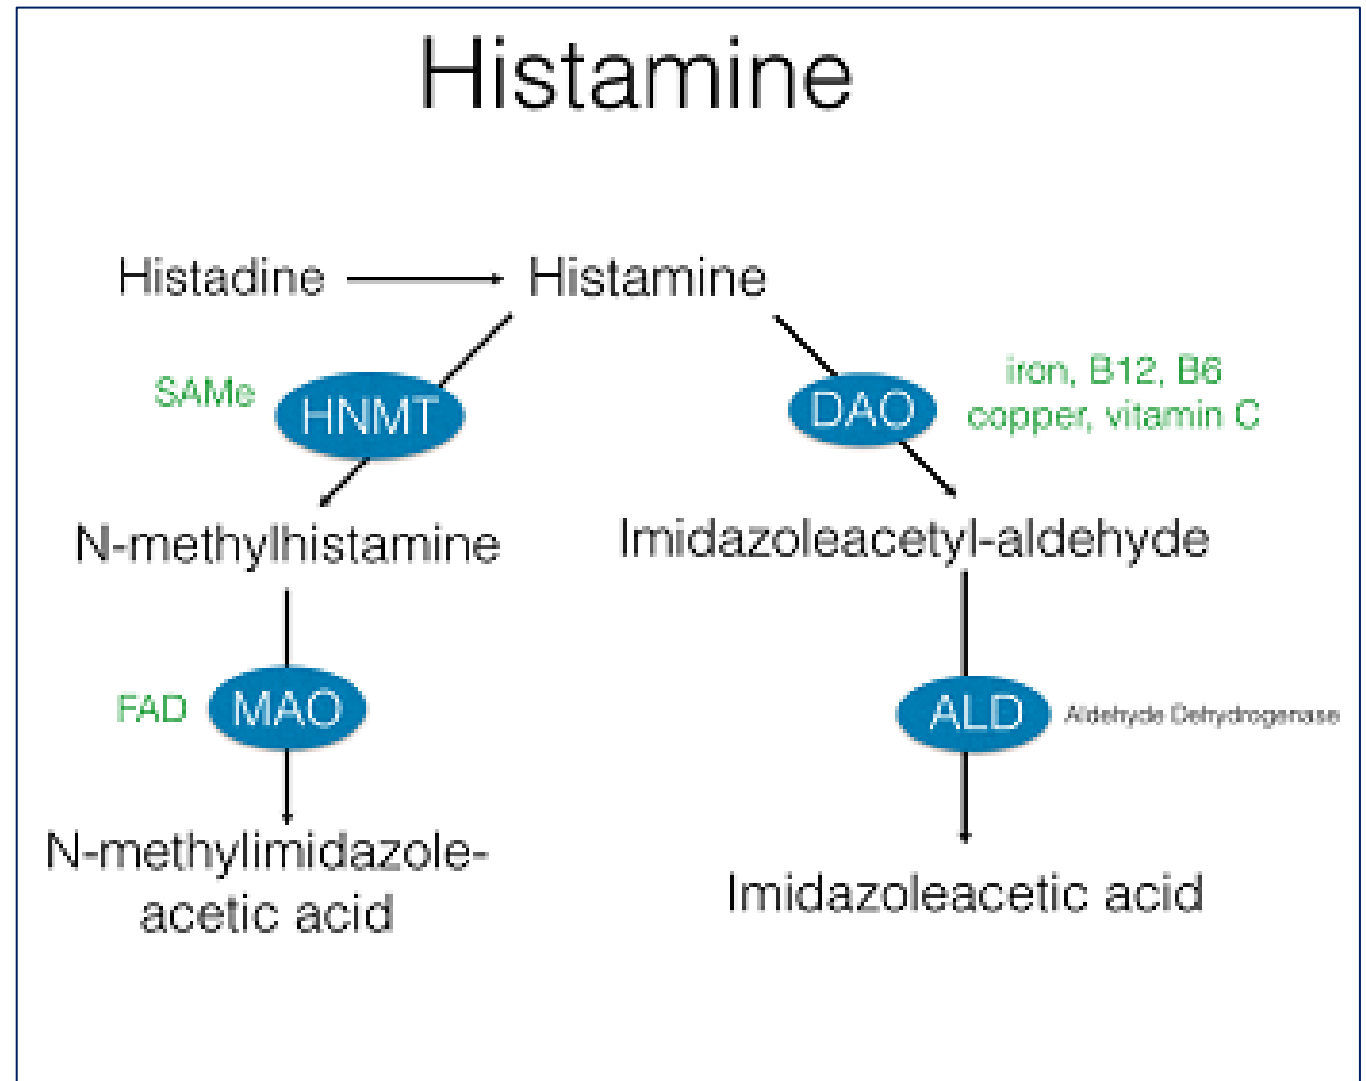 Histamine
Histadine
Histamine
SAMe
HNMT
DAO
iron, B12, B6
copper, vitamin C
N-methylhistamine
Imidazoleacetyl-aldehyde
FAD
MAO
ALD
Aldehyde Dehydrogenase
N-methylimidazole-
acetic acid
Imidazoleacetic acid